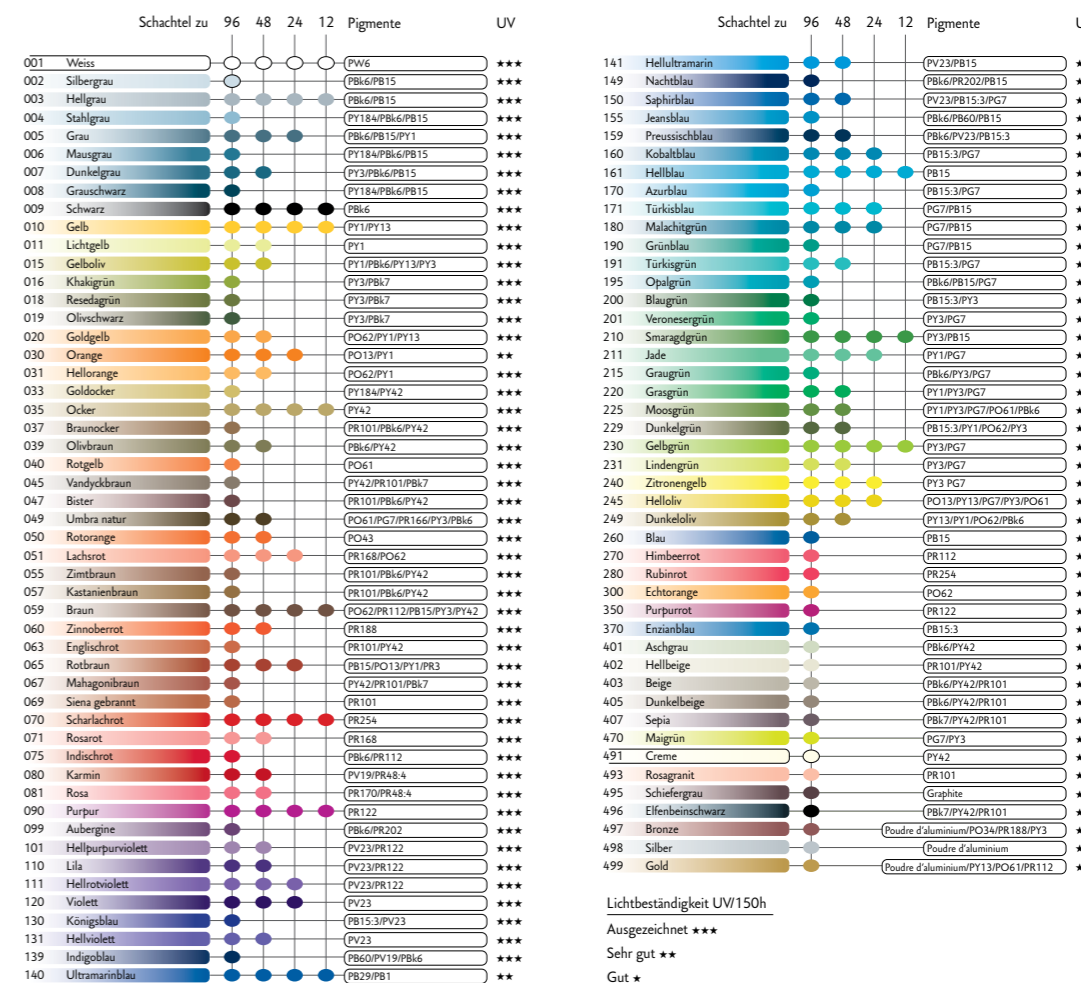 Schachtel zu 96 48 24 12 Pigmente UV
001 Weiss PW6 ★★★
002 Silbergrau PBk6/PB15 ★★★
003 Hellgrau PBk6/PB15 ★★★
004 Stahlgrau PY184/PBk6/PB15 ★★★
005 Grau PBk6/PB15/PY1 ★★★
006 Mausgrau PY184/PBk6/PB15 ★★★
007 Dunkelgrau PY3/PBk6/PB15 ★★★
008 Grauschwarz PY184/PBk6/PB15 ★★★
009 Schwarz PBk6 ★★★
010 Gelb PY1/PY13 ★★★
011 Lichtgelb PY1 ★★★
015 Gelboliv PY1/PBk6/PY13/PY3 ★★★
016 Khakigrün PY3/PBk7 ★★★
018 Resedagrün PY3/PBk7 ★★★
019 Olivschwarz PY3/PBk7 ★★★
020 Goldgelb PO62/PY1/PY13 ★★★
030 Orange PO13/PY1 ★★
031 Hellorange PO62/PY1 ★★★
033 Goldocker PY184/PY42 ★★★
035 Ocker PY42 ★★★
037 Braunocker PR101/PBk6/PY42 ★★★
039 Olivbraun PBk6/PY42 ★★★
040 Rotgelb PO61 ★★★
045 Vandyckbraun PY42/PR101/PBk7 ★★★
047 Bister PR101/PBk6/PY42 ★★★
049 Umbra natur PO61/PG7/PR166/PY3/PBk6 ★★★
050 Rotorange PO43 ★★★
051 Lachsrot PR168/PO62 ★★★
055 Zimtbraun PR101/PBk6/PY42 ★★★
057 Kastanienbraun PR101/PBk6/PY42 ★★★
059 Braun PO62/PR112/PB15/PY3/PY42 ★★★
060 Zinnoberrot PR188 ★★★
063 Englischrot PR101/PY42 ★★★
065 Rotbraun PB15/PO13/PY1/PR3 ★★★
067 Mahagonibraun PY42/PR101/PBk7 ★★★
069 Siena gebrannt PR101 ★★★
070 Scharlachrot PR254 ★★★
071 Rosarot PR168 ★★★
075 Indischrot PBk6/PR112 ★★★
080 Karmin PV19/PR48:4 ★★★
081 Rosa PR170/PR48:4 ★★★
090 Purpur PR122 ★★★
099 Aubergine PBk6/PR202 ★★★
101 Hellpurpurviolett PV23/PR122 ★★★
110 Lila PV23/PR122 ★★★
111 Hellrotviolett PV23/PR122 ★★★
120 Violett PV23 ★★★
130 Königsblau PB15:3/PV23 ★★★
131 Hellviolett PV23 ★★★
139 Indigoblau PB60/PV19/PBk6 ★★★
140 Ultramarinblau PB29/PB1 ★★
Schachtel zu 96 48 24 12 Pigmente
141 Hellultramarin PV23/PB15
149 Nachtblau PBk6/PR202/PB15
150 Saphirblau PV23/PB15:3/PG7
155 Jeansblau PBk6/PB60/PB15
159 Preussischblau PBk6/PV23/PB15:3
160 Kobaltblau PB15:3/PG7
161 Hellblau PB15
170 Azurblau PB15:3/PG7
171 Türkisblau PG7/PB15
180 Malachitgrün PG7/PB15
190 Grünblau PG7/PB15
191 Türkisgrün PB15:3/PG7
195 Opalgrün PBk6/PB15/PG7
200 Blaugrün PB15:3/PY3
201 Veronesergrün PY3/PG7
210 Smaragdgrün PY3/PB15
211 Jade PY1/PG7
215 Graugrün PBk6/PY3/PG7
220 Grasgrün PY1/PY3/PG7
225 Moosgrün PY1/PY3/PG7/PO61/PBk6
229 Dunkelgrün PB15:3/PY1/PO62/PY3
230 Gelbgrün PY3/PG7
231 Lindengrün PY3/PG7
240 Zitronengelb PY3 PG7
245 Helloliv PO13/PY13/PG7/PY3/PO61
249 Dunkeloliv PY13/PY1/PO62/PBk6
260 Blau PB15
270 Himbeerrot PR112
280 Rubinrot PR254
300 Echtorange PO62
350 Purpurrot PR122
370 Enzianblau PB15:3
401 Aschgrau PBk6/PY42
402 Hellbeige PR101/PY42
403 Beige PBk6/PY42/PR101
405 Dunkelbeige PBk6/PY42/PR101
407 Sepia PBk7/PY42/PR101
470 Maigrün PG7/PY3
491 Creme PY42
493 Rosagranit PR101
495 Schiefergrau Graphite
496 Elfenbeinschwarz PBk7/PY42/PR101
497 Bronze Poudre d'aluminium/PO34/PR188/PY3
498 Silber Poudre d'aluminium
499 Gold Poudre d'aluminium/PY13/PO61/PR112
Lichtbeständigkeit UV/150h
Ausgezeichnet ★★★
Sehr gut ★★
Gut ★